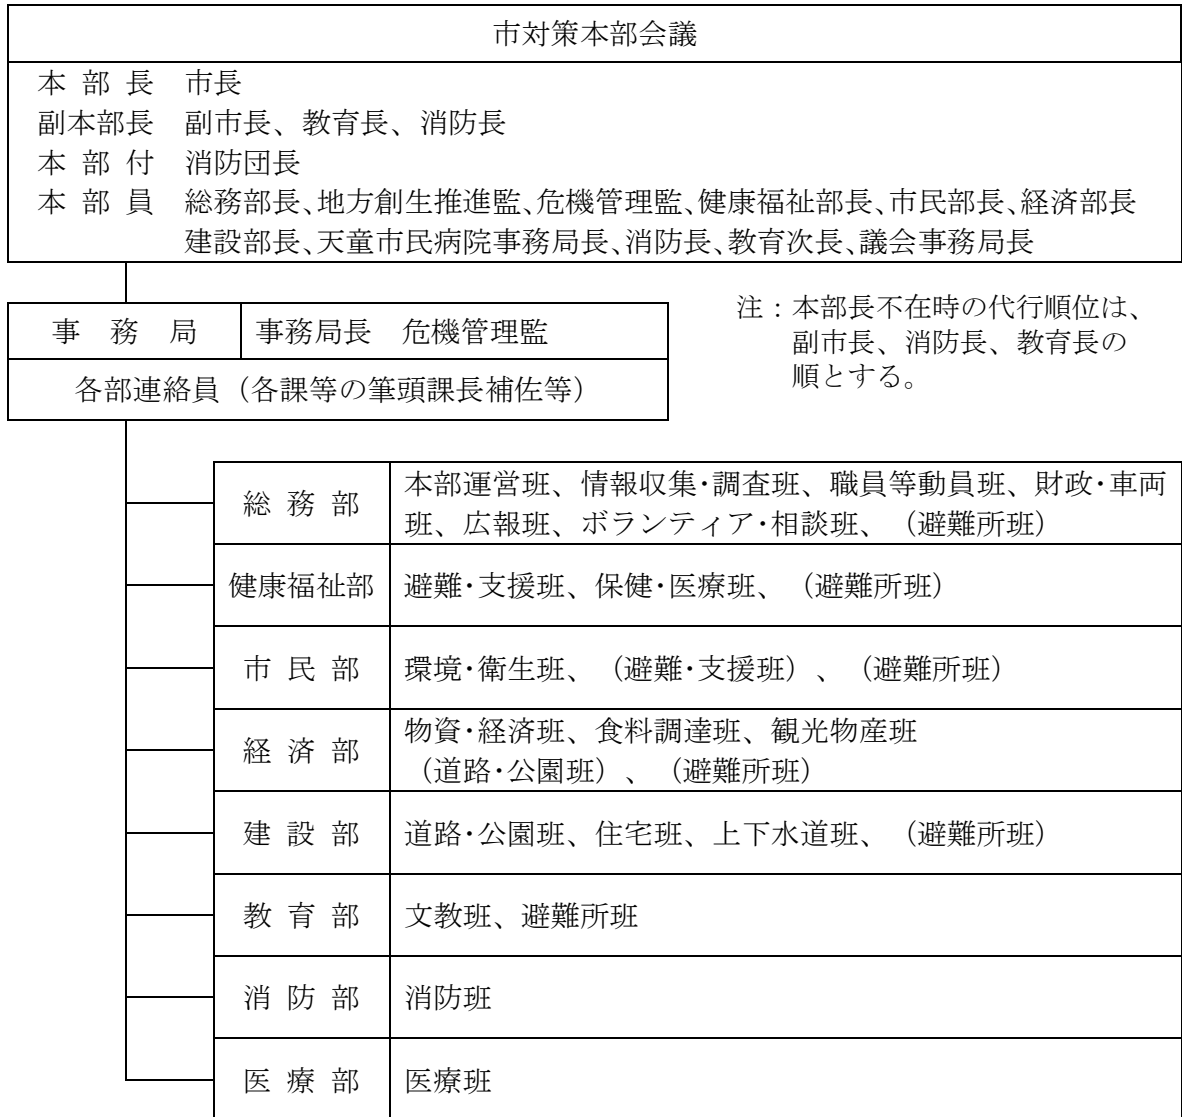 市対策本部会議
本部長 市長
副本部長 副市長、教育長、消防長
本部付 消防団長
本部員 総務部長、地方創生推進監、危機管理監、健康福祉部長、市民部長、経済部長
建設部長、天童市民病院事務局長、消防長、教育次長、議会事務局長
注：本部長不在時の代行順位は、
副市長、消防長、教育長の
順とする。
事務局 事務局長 危機管理監
各部連絡員（各課等の筆頭課長補佐等）
総務部 本部運営班、情報収集・調査班、職員等動員班、財政・車両
班、広報班、ボランティア・相談班、（避難所班）
健康福祉部 避難・支援班、保健・医療班、（避難所班）
市民部 環境・衛生班、（避難・支援班）、（避難所班）
経済部 物資・経済班、食料調達班、観光物産班
（道路・公園班）、（避難所班）
建設部 道路・公園班、住宅班、上下水道班、（避難所班）
教育部 文教班、避難所班
消防部 消防班
医療部 医療班